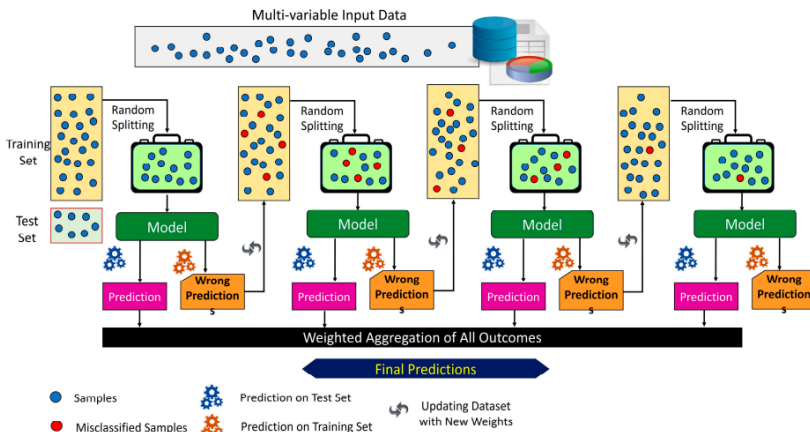 Multi-variable Input Data
Random
Splitting
Random
Splitting
Random
Splitting
Random
Splitting
Training
Set
Test
Set
Model
Model
Model
Model
Prediction
Wrong
Prediction
s
Prediction
Wrong
Prediction
s
Prediction
Wrong
Prediction
s
Prediction
Wrong
Prediction
s
Weighted Aggregation of All Outcomes
Final Predictions
Samples
Prediction on Test Set
Updating Dataset
with New Weights
Misclassified Samples
Prediction on Training Set